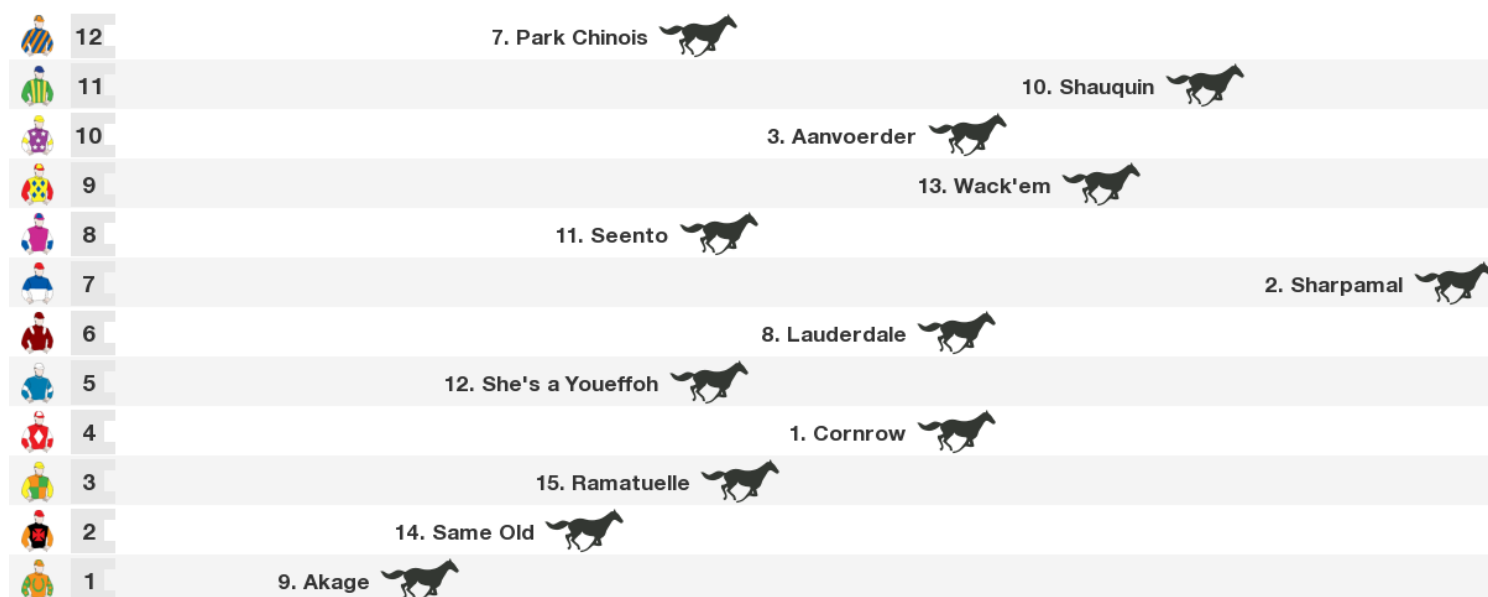 12 7. Park Chinois
11 10. Shauquin
10 3. Aanvoerder
9 13. Wack'em
8 11. Seento
7 2. Sharpamal
6 8. Lauderdale
5 12. She's a Youeffoh
4 1. Cornrow
3 15. Ramatuelle
2 14. Same Old
1 9. Akage